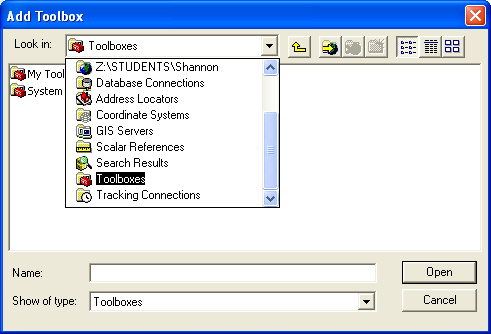 Add Toolbox
Look in: Toolboxes
My Tool
System
Z:\STUDENTS\Shannon
Database Connections
Address Locators
Coordinate Systems
GIS Servers
Scalar References
Search Results
Toolboxes
Tracking Connections
Name:
Open
Show of type: Toolboxes
Cancel